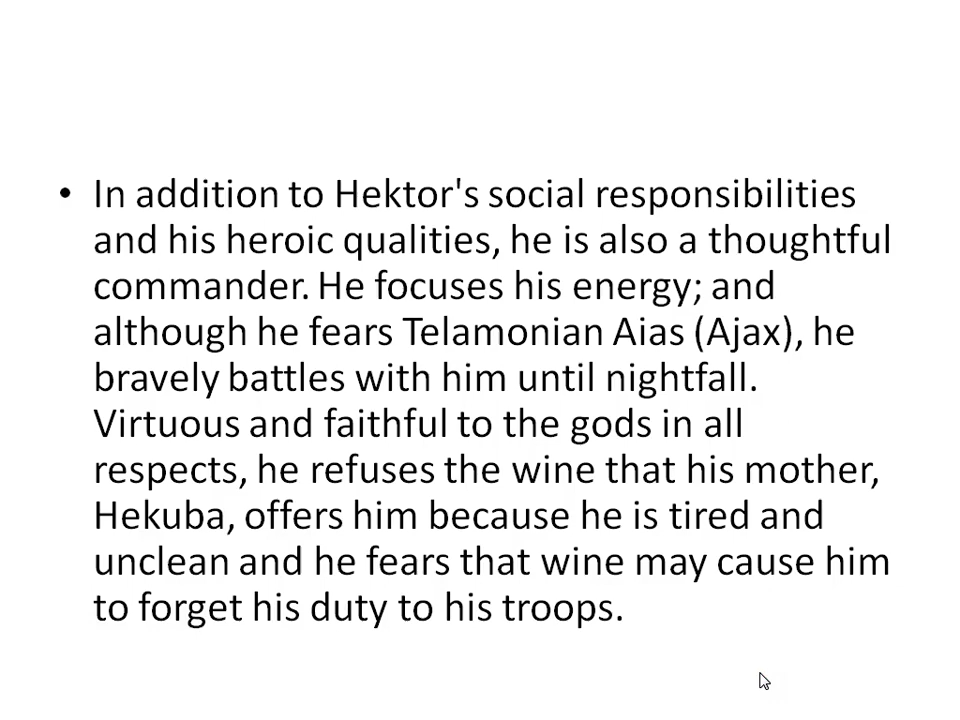 • In addition to Hektor's social responsibilities
and his heroic qualities, he is also a thoughtful
commander. He focuses his energy; and
although he fears Telamonian Aias (Ajax), he
bravely battles with him until nightfall.
Virtuous and faithful to the gods in all
respects, he refuses the wine that his mother,
Hekuba, offers him because he is tired and
unclean and he fears that wine may cause him
to forget his duty to his troops.